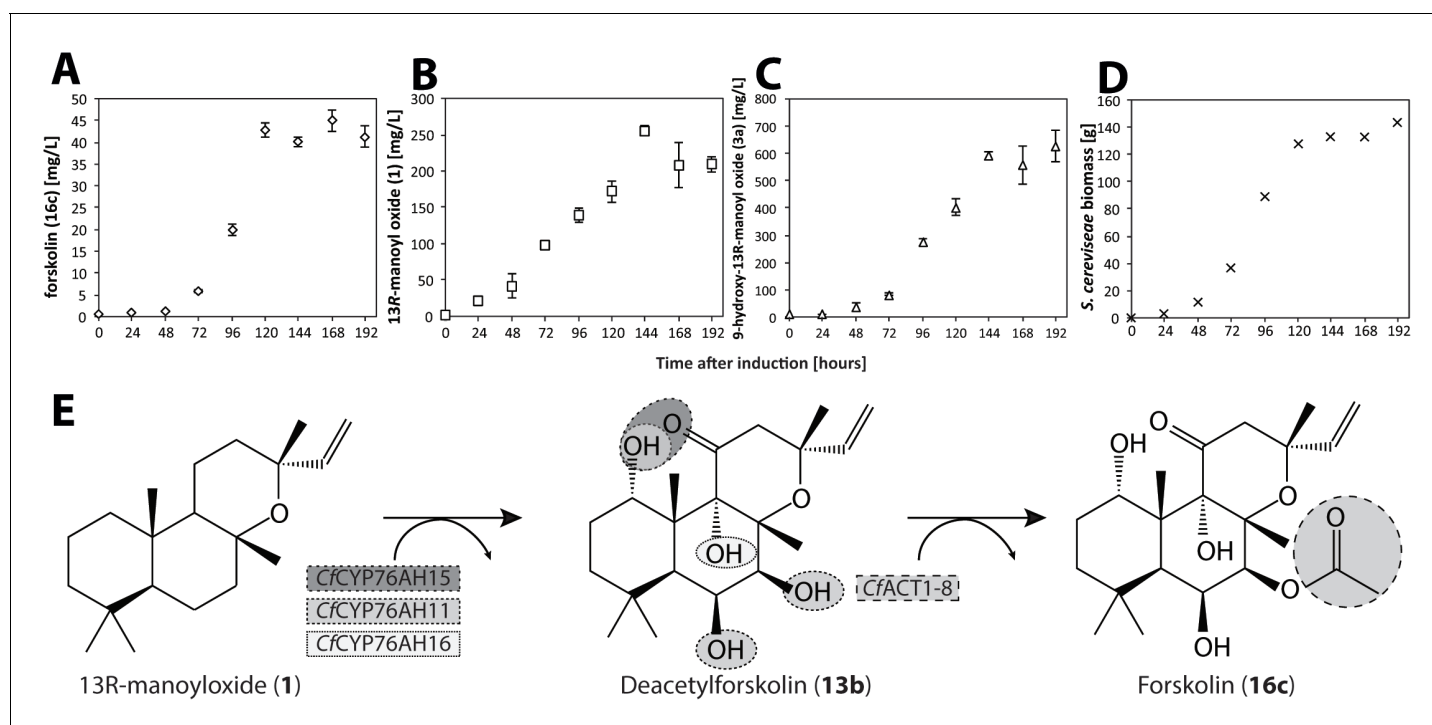 A
forskolin (16c) [mg/L]
50
45
40
35
30
25
20
15
10
5
0
0 24 48 72 96 120 144 168 192
B
13R-manoyl oxide (1) [mg/L]
300
250
200
150
100
50
0
0 24 48 72 96 120 144 168 192
C
9-hydroxy-13R-manoyl oxide (3a) [mg/L]
800
700
600
500
400
300
200
100
0
0 24 48 72 96 120 144 168 192
D
S. cereviseae biomass [g]
160
140
120
100
80
60
40
20
0
0 24 48 72 96 120 144 168 192
Time after induction [hours]
E
O
CfCYP76AH15
CfCYP76AH11
CfCYP76AH16
13R-manoyloxide (1)
O
OH
O
OH
OH
OH
Deacetylforskolin (13b)
CfACT1-8
O
OH
O
O
OH
O
OH
Forskolin (16c)